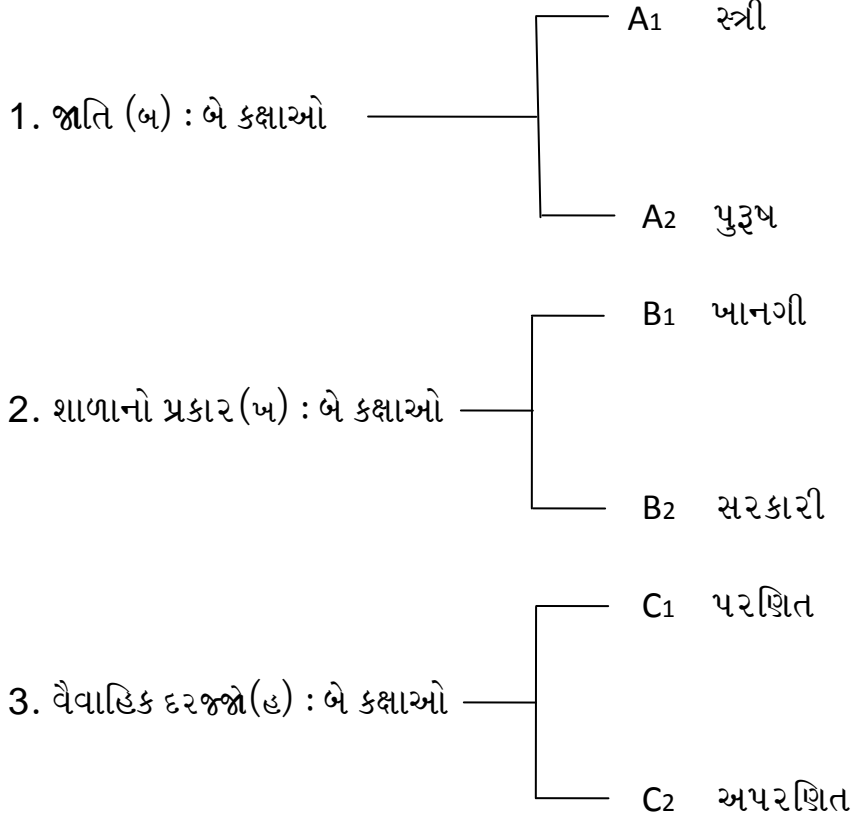 A1 સ્ત્રી
1. જાતિ (બ) : બે કક્ષાઓ
A2 પુરૂષ
B1 ખાનગી
2. શાળાનો પ્રકાર(ખ) : બે કક્ષાઓ
B2 સરકારી
C1 પરણિત
3. વૈવાહિક દરજ્જો(હ) : બે કક્ષાઓ
C2 અપરણિત